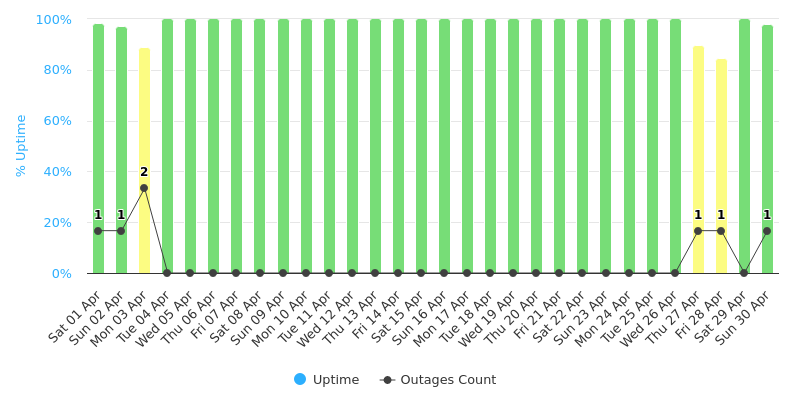 100%
80%
60%
40%
20%
0%
% Uptime
1
1
2
1
1
1
Sat 01 Apr
Sun 02 Apr
Mon 03 Apr
Tue 04 Apr
Wed 05 Apr
Thu 06 Apr
Fri 07 Apr
Sat 08 Apr
Sun 09 Apr
Mon 10 Apr
Tue 11 Apr
Wed 12 Apr
Thu 13 Apr
Fri 14 Apr
Sat 15 Apr
Sun 16 Apr
Mon 17 Apr
Tue 18 Apr
Wed 19 Apr
Thu 20 Apr
Fri 21 Apr
Sat 22 Apr
Sun 23 Apr
Mon 24 Apr
Tue 25 Apr
Wed 26 Apr
Thu 27 Apr
Fri 28 Apr
Sat 29 Apr
Sun 30 Apr
Uptime
Outages Count